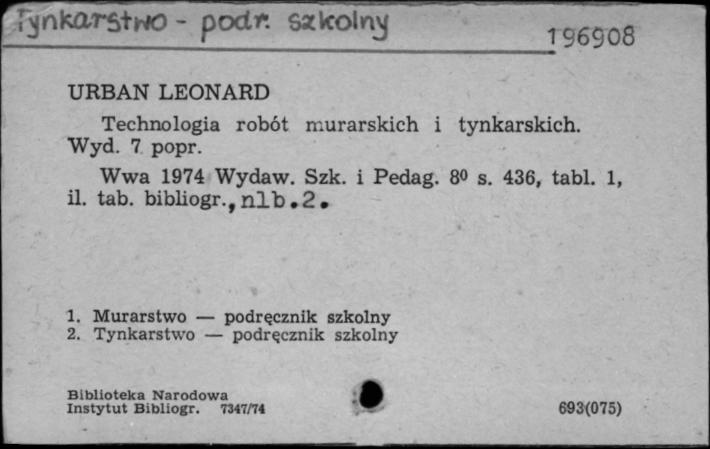 Tynkarstwo - podr. szkolny
196908
URBAN LEONARD
Technologia robót murarskich i tynkarskich.
Wyd. 7 popr.
Wwa 1974 Wydaw. Szk. i Pedag. 8⁰ s. 436, tabl. 1,
il. tab. bibliogr., nlb.2.
1. Murarstwo — podręcznik szkolny
2. Tynkarstwo — podręcznik szkolny
Biblioteka Narodowa
Instytut Bibliogr. 7347/74
693(075)